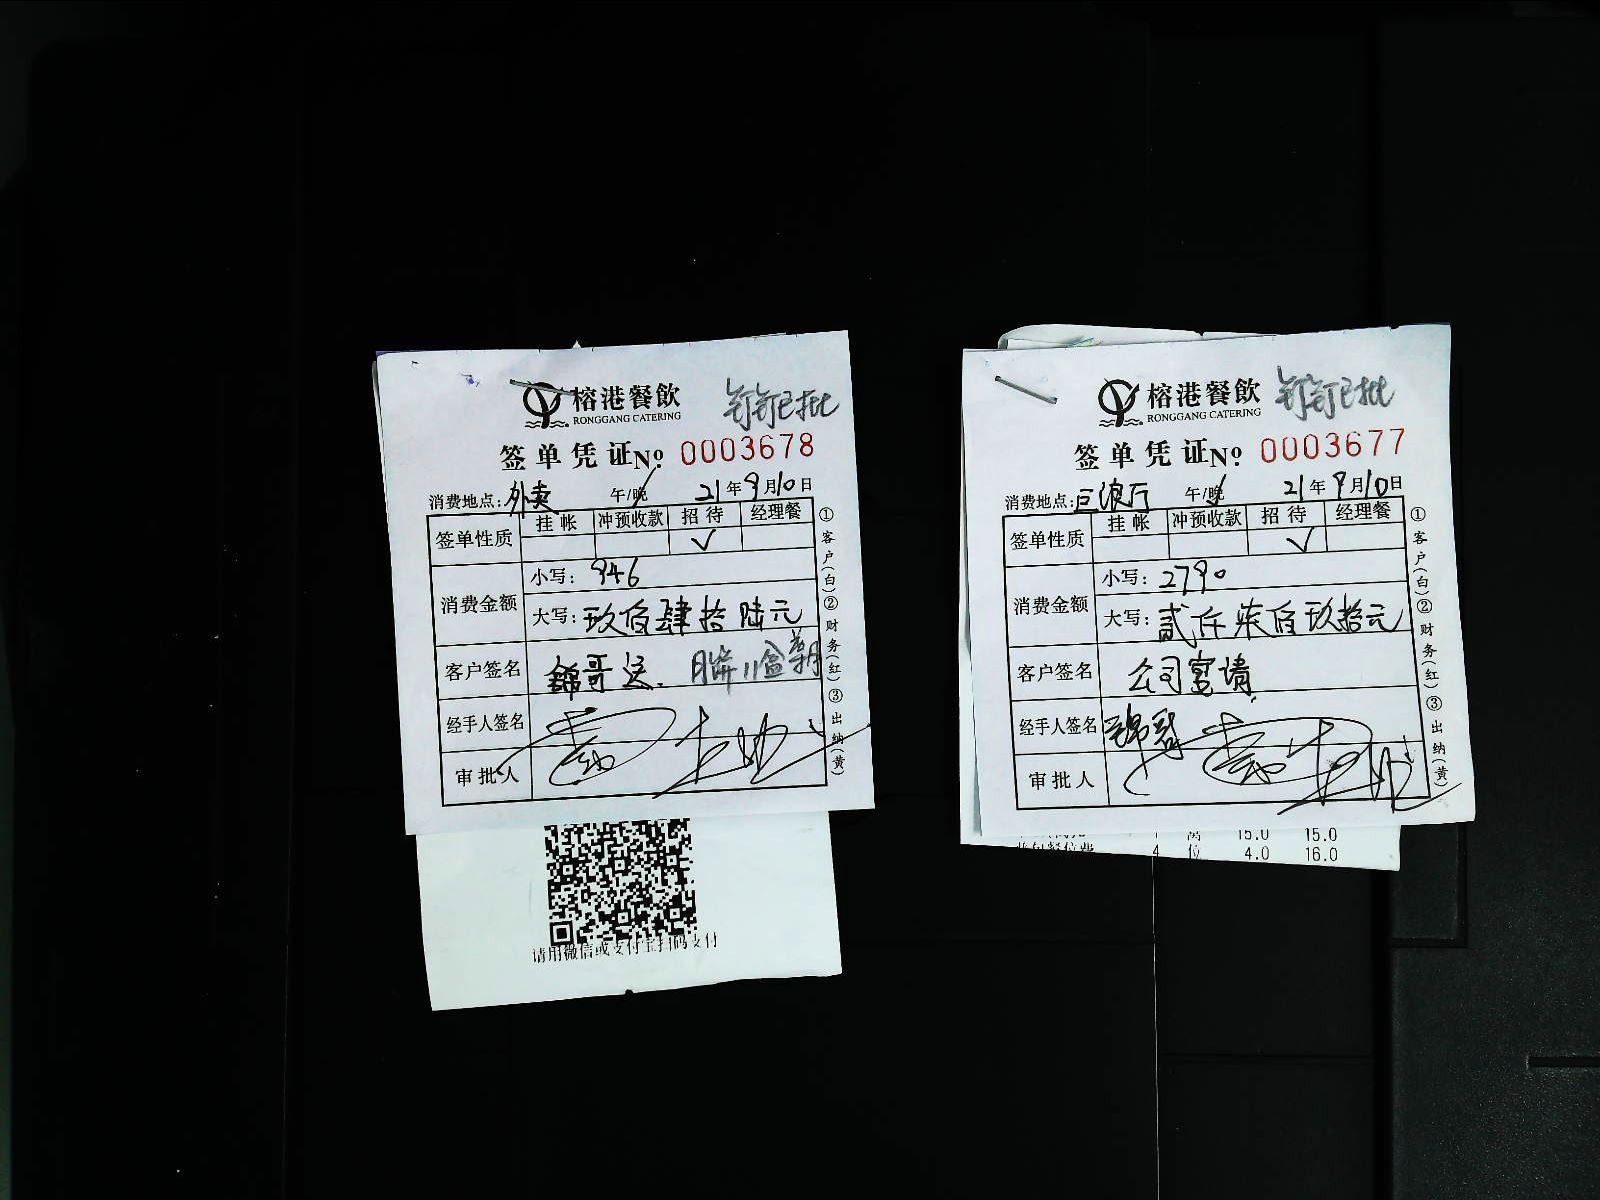 榕港餐飲
RONGGANG CATERING
钉钉已批
签单凭证No. 0003678
消费地点: 外卖 午/晚 21年9月10日
签单性质 挂帐 冲预收款 招待 经理餐
√
消费金额 小写: 946
大写: 玖佰肆拾陆元
客户签名 锦哥送.
经手人签名
审批人
①客户(白)②财务(红)③出纳(黄)
请用微信或支付宝扫码支付
榕港餐飲
RONGGANG CATERING
钉钉已批
签单凭证No. 0003677
消费地点: 巨浪厅 午/晚 21年9月10日
签单性质 挂帐 冲预收款 招待 经理餐
√
消费金额 小写: 2790
大写: 贰仟柒佰玖拾元
客户签名 公司宴请
经手人签名 锦哥
审批人
①客户(白)②财务(红)③出纳(黄)
15.0 15.0
4 位 4.0 16.0